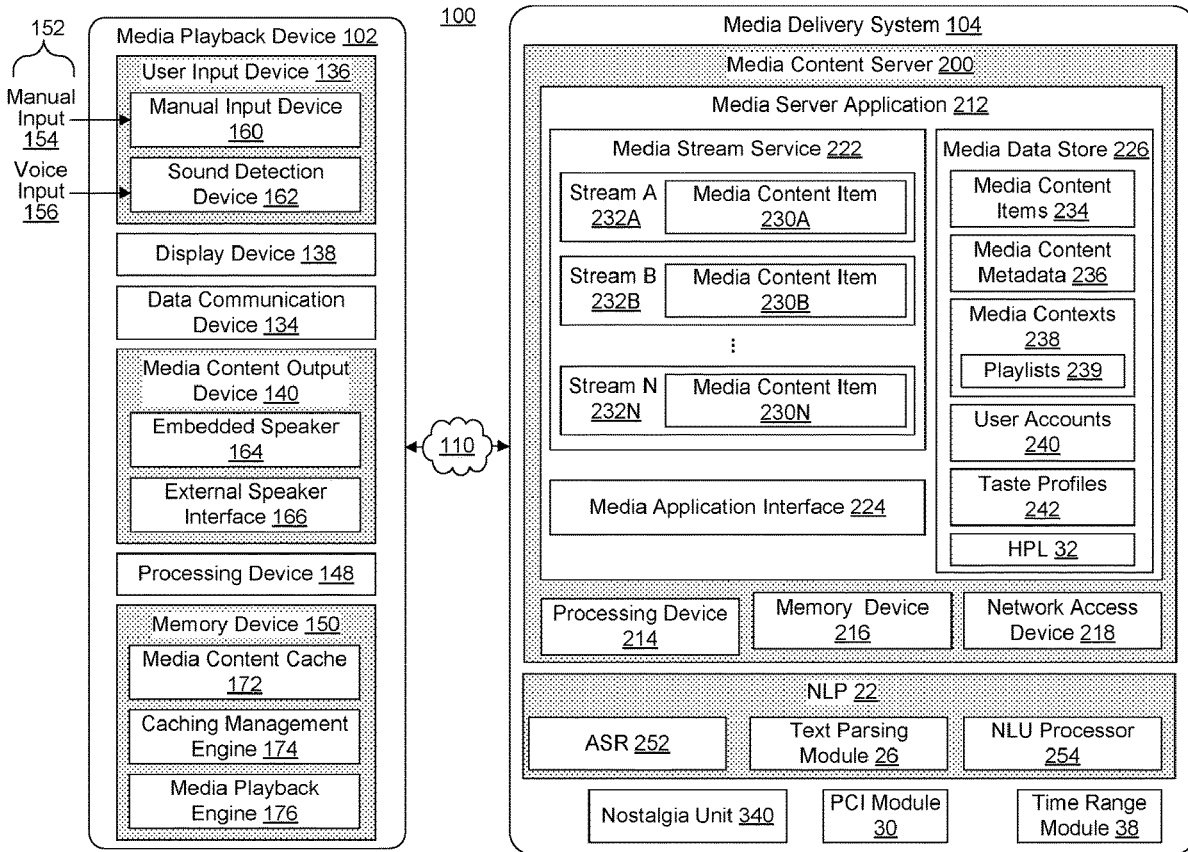 100
152
Manual
Input
154
Voice
Input
156
Media Playback Device 102
User Input Device 136
Manual Input Device
160
Sound Detection
Device 162
Display Device 138
Data Communication
Device 134
Media Content Output
Device 140
Embedded Speaker
164
External Speaker
Interface 166
Processing Device 148
Memory Device 150
Media Content Cache
172
Caching Management
Engine 174
Media Playback
Engine 176
110
Media Delivery System 104
Media Content Server 200
Media Server Application 212
Media Stream Service 222
Stream A
232A
Media Content Item
230A
Stream B
232B
Media Content Item
230B
⋮
Stream N
232N
Media Content Item
230N
Media Application Interface 224
Media Data Store 226
Media Content
Items 234
Media Content
Metadata 236
Media Contexts
238
Playlists 239
User Accounts
240
Taste Profiles
242
HPL 32
Processing Device
214
Memory Device
216
Network Access
Device 218
NLP 22
ASR 252
Text Parsing
Module 26
NLU Processor
254
Nostalgia Unit 340
PCI Module
30
Time Range
Module 38